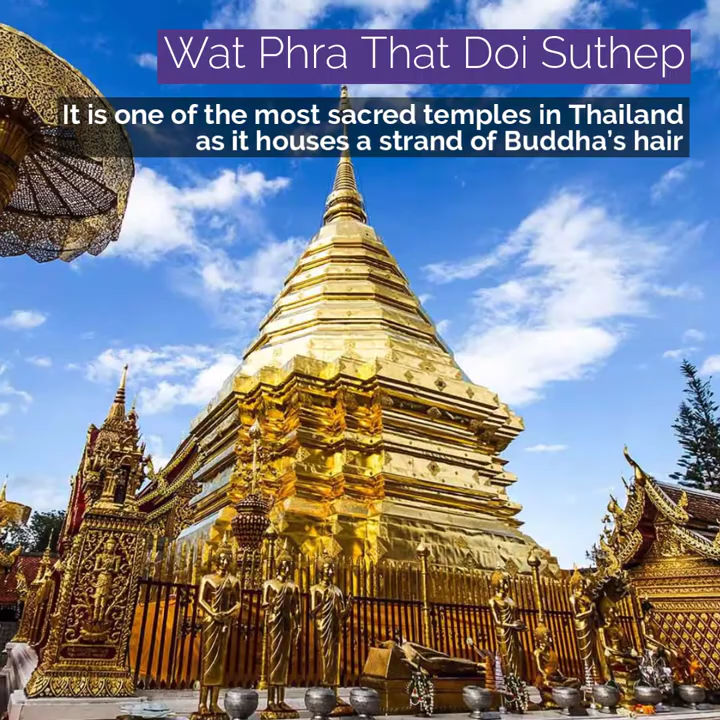 Wat Phra That Doi Suthep
It is one of the most sacred temples in Thailand
as it houses a strand of Buddha's hair